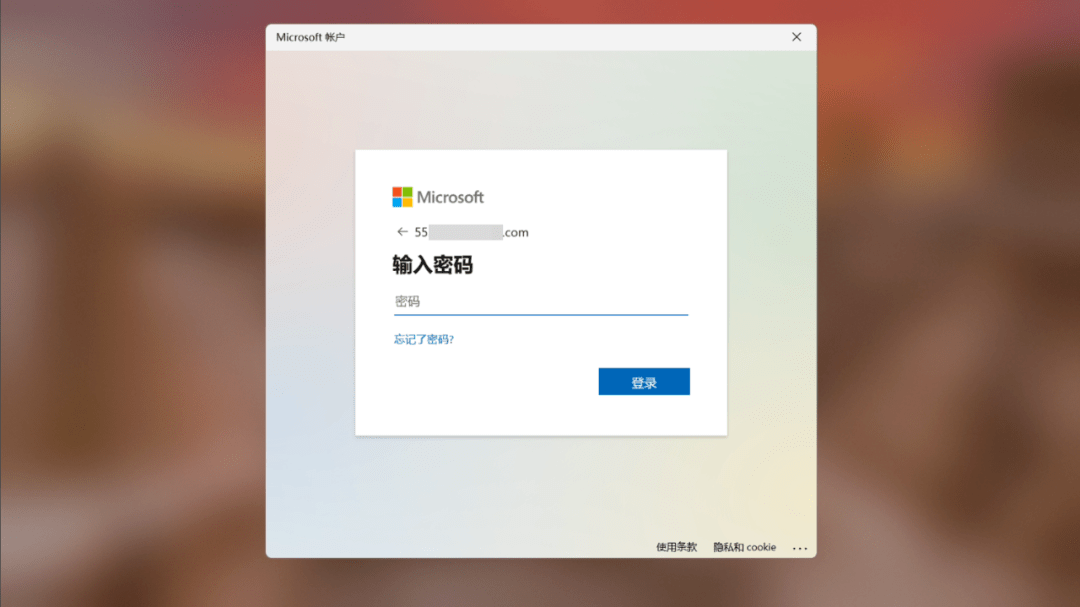 Microsoft 帐户
Microsoft
← 55 .com
输入密码
密码
忘记了密码?
登录
使用条款 隐私和 cookie ...